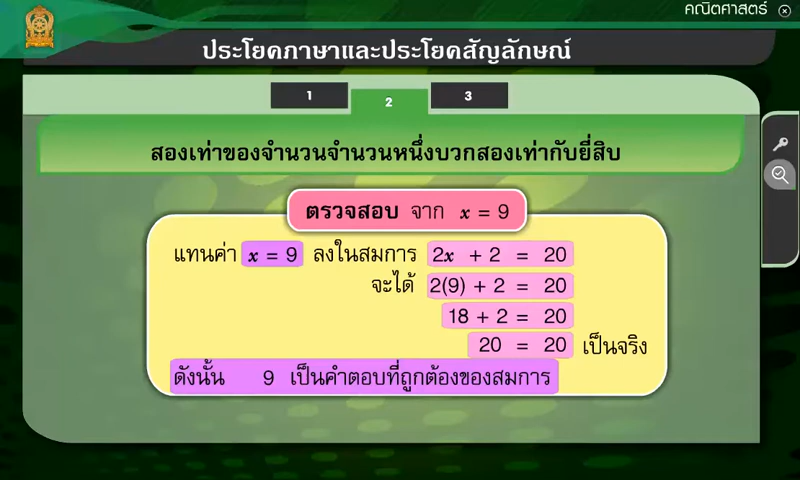 คณิตศาสตร์
ประโยคภาษาและประโยคสัญลักษณ์
1 2 3
สองเท่าของจำนวนจำนวนหนึ่งบวกสองเท่ากับยี่สิบ
ตรวจสอบ จาก x = 9
แทนค่า x = 9 ลงในสมการ 2x + 2 = 20
จะได้ 2(9) + 2 = 20
18 + 2 = 20
20 = 20 เป็นจริง
ดังนั้น 9 เป็นคำตอบที่ถูกต้องของสมการ